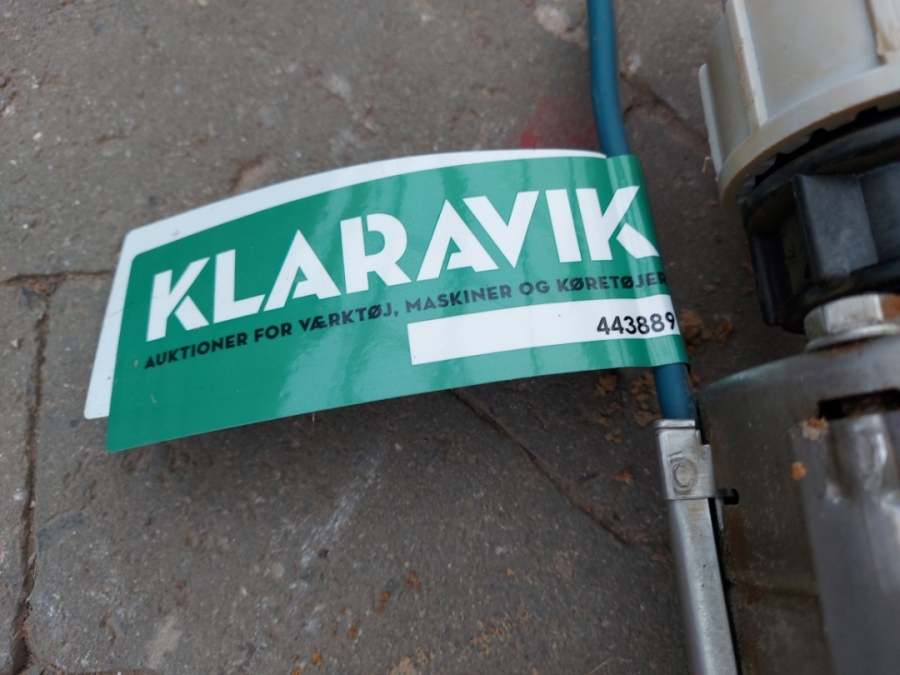 KLARAVIK
AUKTIONER FOR VÆRKTØJ, MASKINER OG KØRETØJER
443889